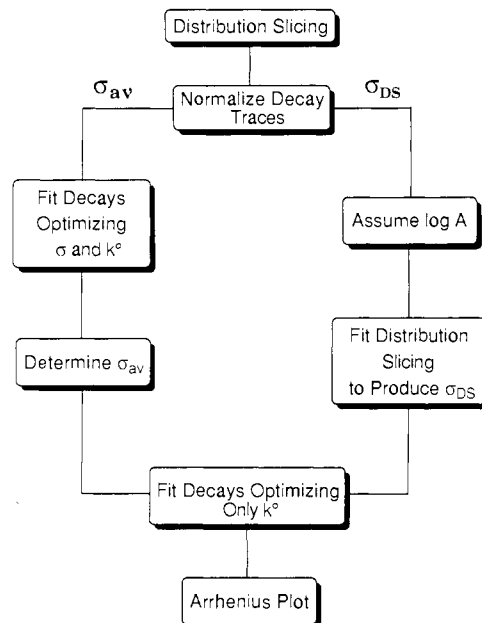 Distribution Slicing
σav
σDS
Normalize Decay
Traces
Fit Decays
Optimizing
σ and k°
Assume log A
Determine σav
Fit Distribution
Slicing
to Produce σDS
Fit Decays Optimizing
Only k°
Arrhenius Plot